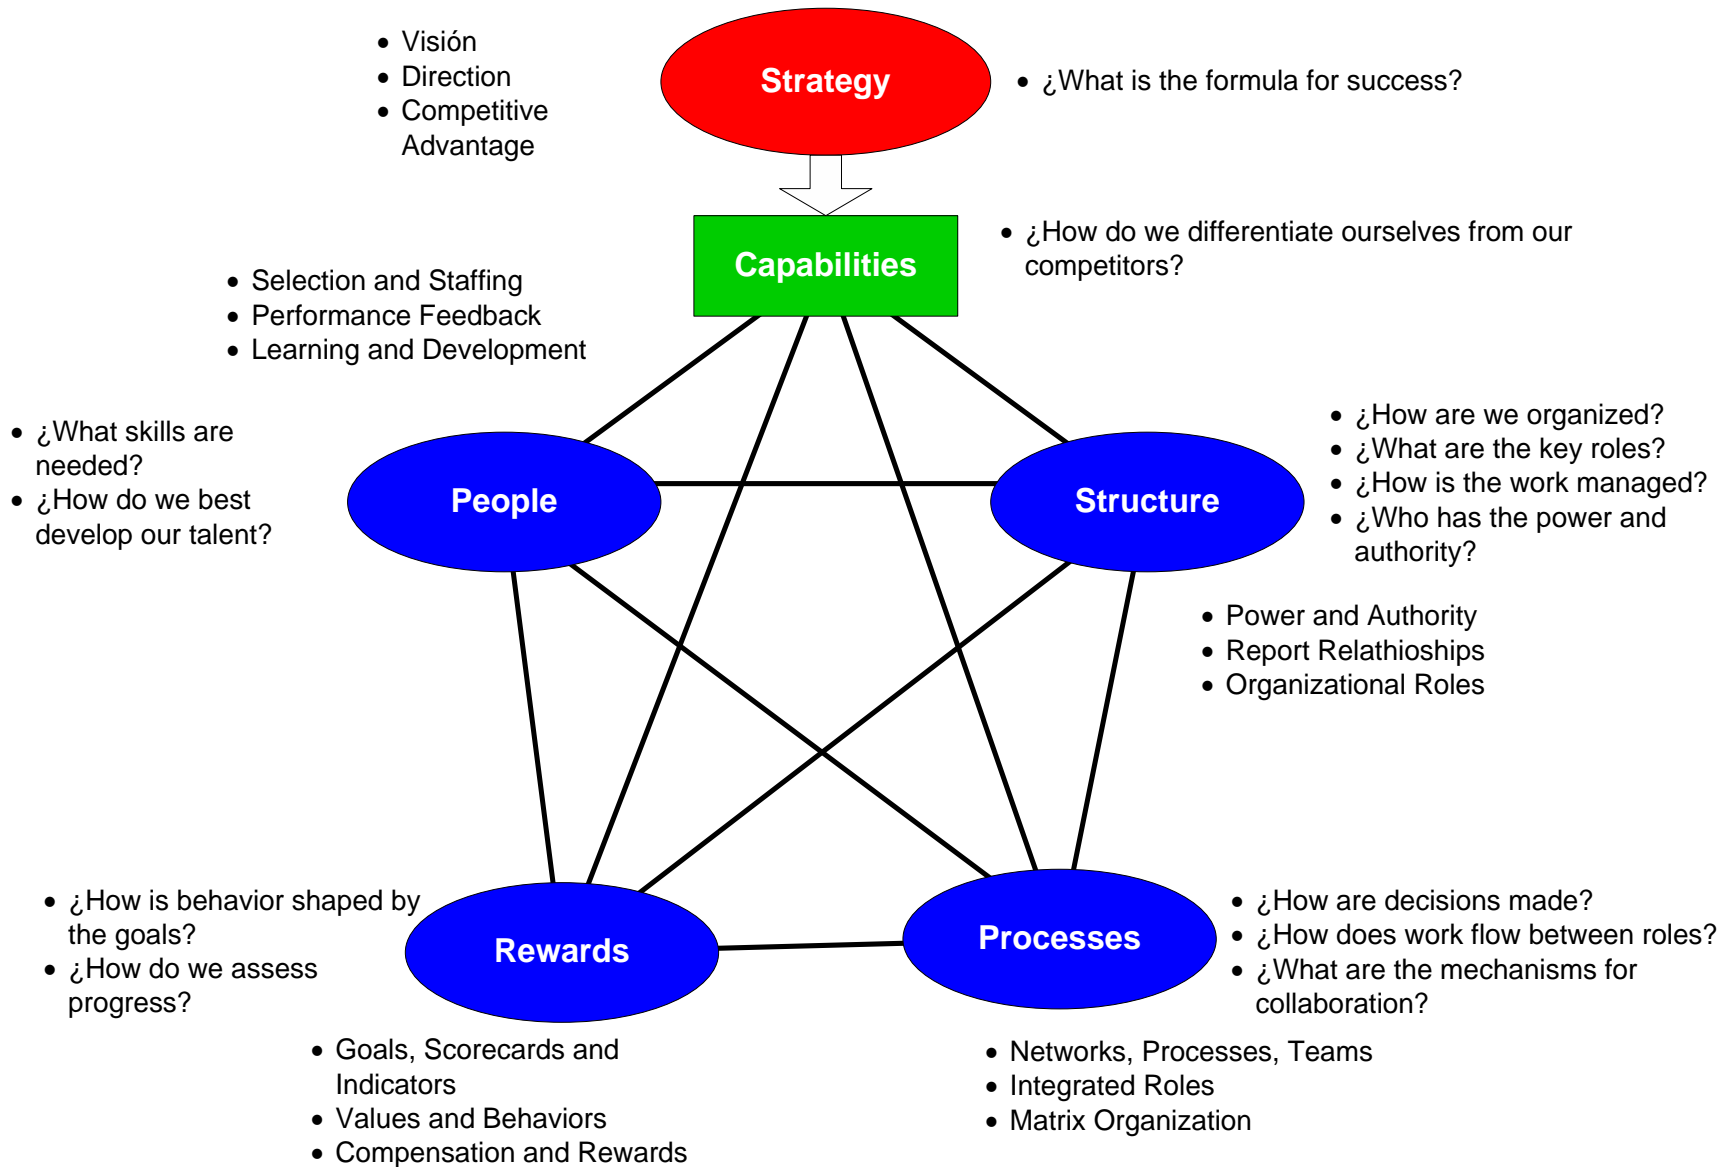 • Visión
• Direction
• Competitive
Advantage
Strategy
• ¿What is the formula for success?
Capabilities
• ¿How do we differentiate ourselves from our
competitors?
• Selection and Staffing
• Performance Feedback
• Learning and Development
• ¿What skills are
needed?
• ¿How do we best
develop our talent?
People
Structure
• ¿How are we organized?
• ¿What are the key roles?
• ¿How is the work managed?
• ¿Who has the power and
authority?
• Power and Authority
• Report Relathioships
• Organizational Roles
• ¿How is behavior shaped by
the goals?
• ¿How do we assess
progress?
Rewards
Processes
• ¿How are decisions made?
• ¿How does work flow between roles?
• ¿What are the mechanisms for
collaboration?
• Goals, Scorecards and
Indicators
• Values and Behaviors
• Compensation and Rewards
• Networks, Processes, Teams
• Integrated Roles
• Matrix Organization